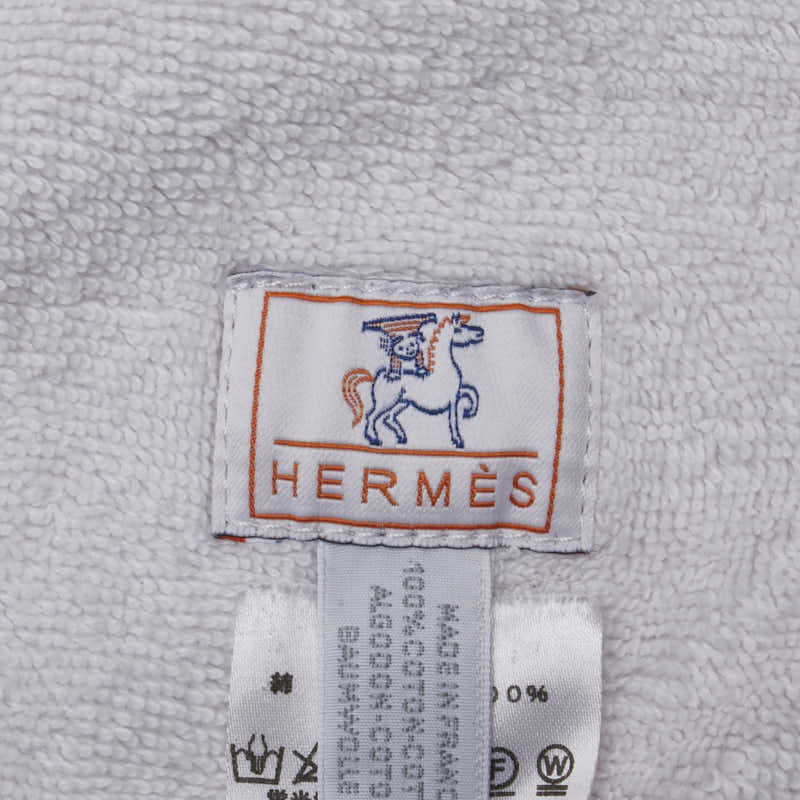 HERMÈS
MADE IN FRANC
100%COTON-COT
ALGODON-COTO
BAUMWOLLE
綿
00%
F W